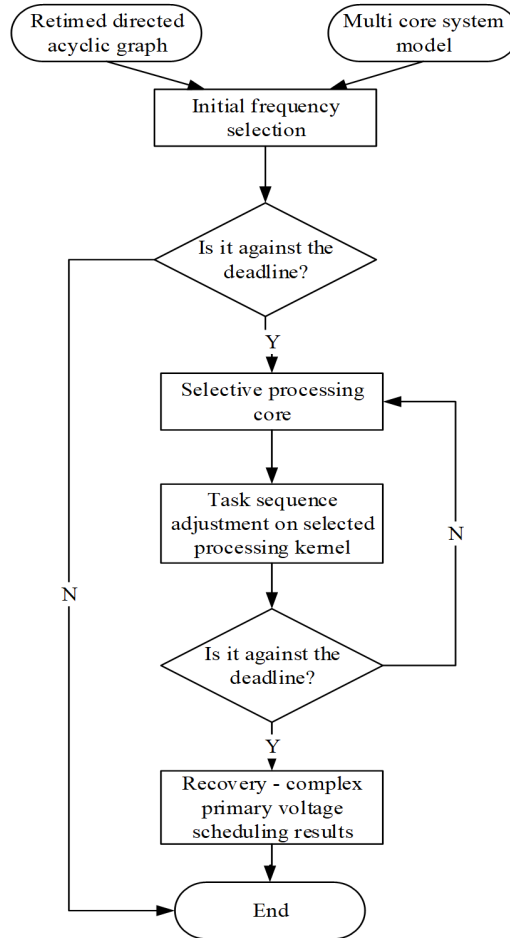 Retimed directed
acyclic graph
Multi core system
model
Initial frequency
selection
Is it against the
deadline?
Y
Selective processing
core
Task sequence
adjustment on selected
processing kernel
N
N
Is it against the
deadline?
Y
Recovery - complex
primary voltage
scheduling results
End